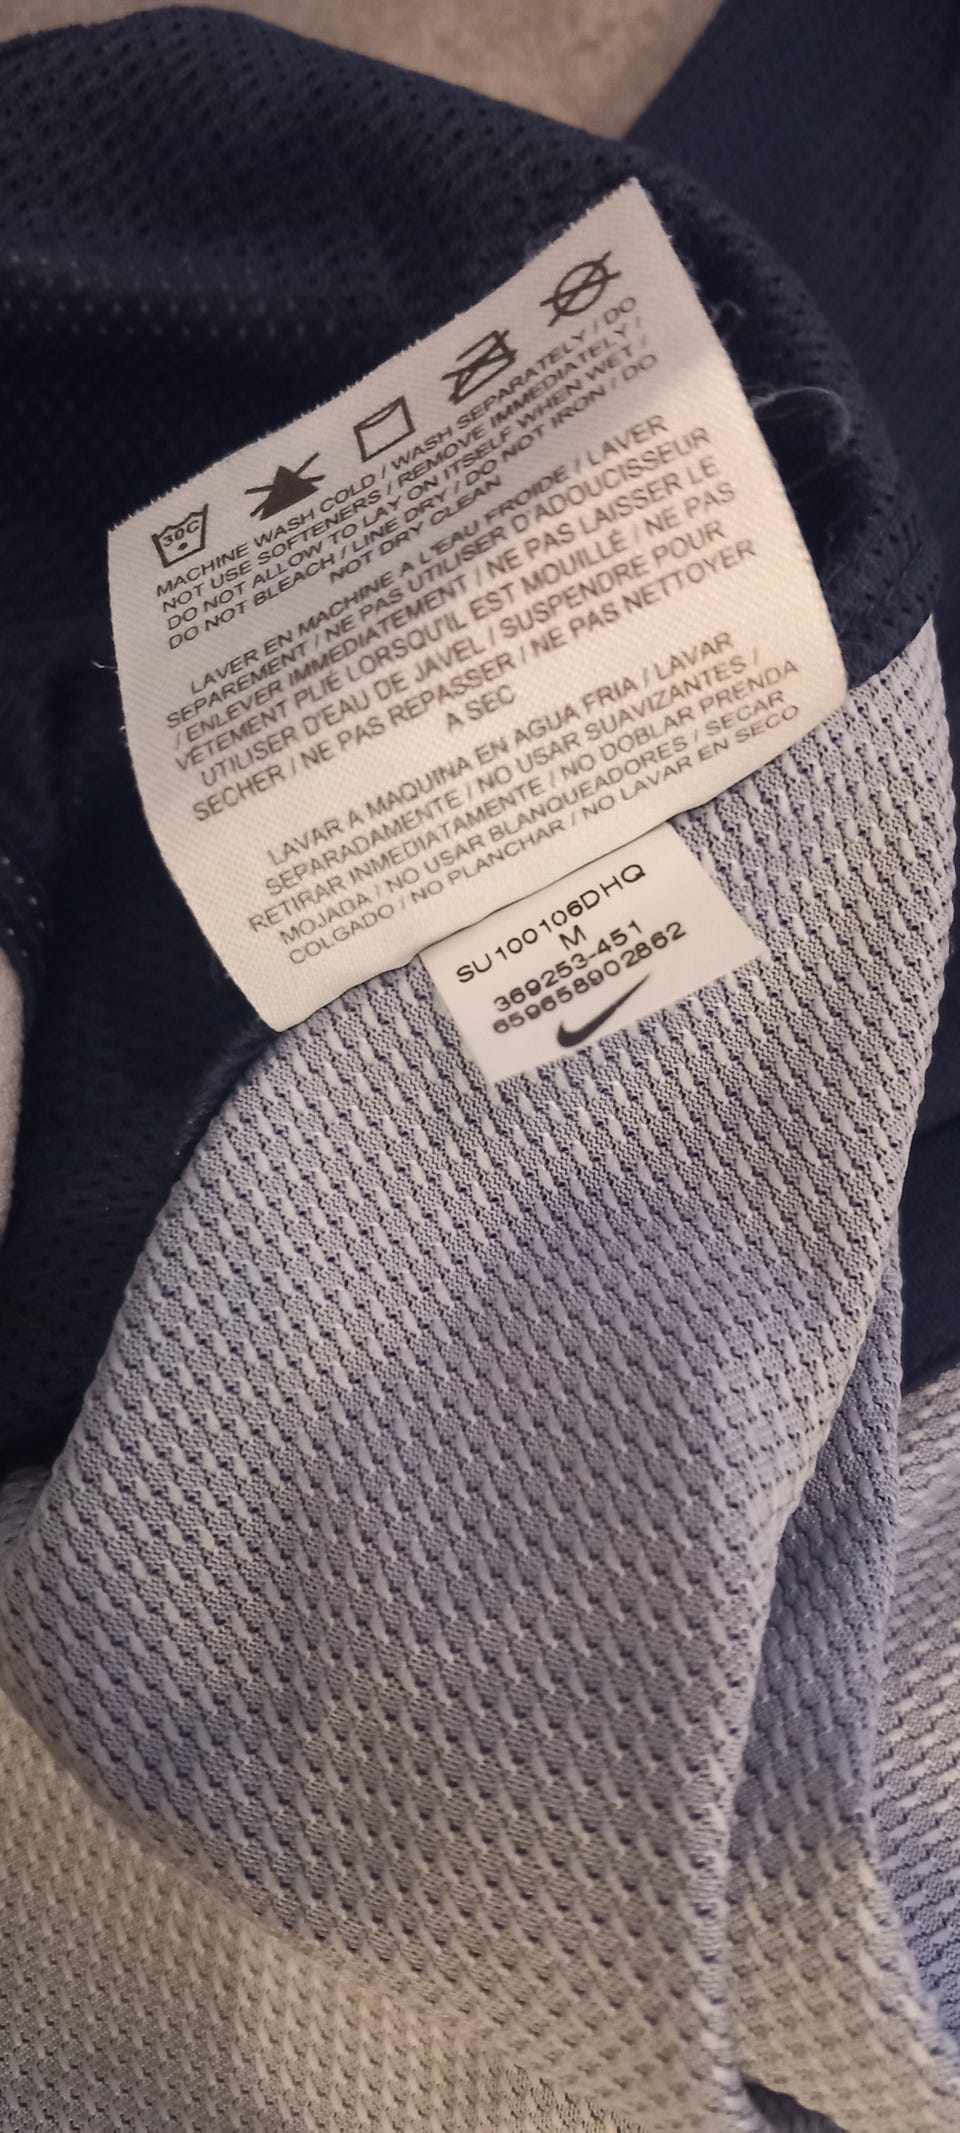 30C
MACHINE WASH COLD / WASH SEPARATELY / DO
NOT USE SOFTENERS / REMOVE IMMEDIATELY /
DO NOT ALLOW TO LAY ON ITSELF WHEN WET /
DO NOT BLEACH / LINE DRY / DO NOT IRON / DO
NOT DRY CLEAN
LAVER EN MACHINE A L'EAU FROIDE / LAVER
SEPAREMENT / NE PAS UTILISER D'ADOUCISSEUR
/ ENLEVER IMMEDIATEMENT / NE PAS LAISSER LE
VÊTEMENT PLIÉ LORSQU'IL EST MOUILLÉ / NE PAS
UTILISER D'EAU DE JAVEL / SUSPENDRE POUR
SECHER / NE PAS REPASSER / NE PAS NETTOYER
A SEC
LAVAR A MAQUINA EN AGUA FRIA / LAVAR
SEPARADAMENTE / NO USAR SUAVIZANTES /
RETIRAR INMEDIATAMENTE / NO DOBLAR PRENDA
MOJADA / NO USAR BLANQUEADORES / SECAR
COLGADO / NO PLANCHAR / NO LAVAR EN SECO
SU100106DHQ
M
369253-451
659658902862